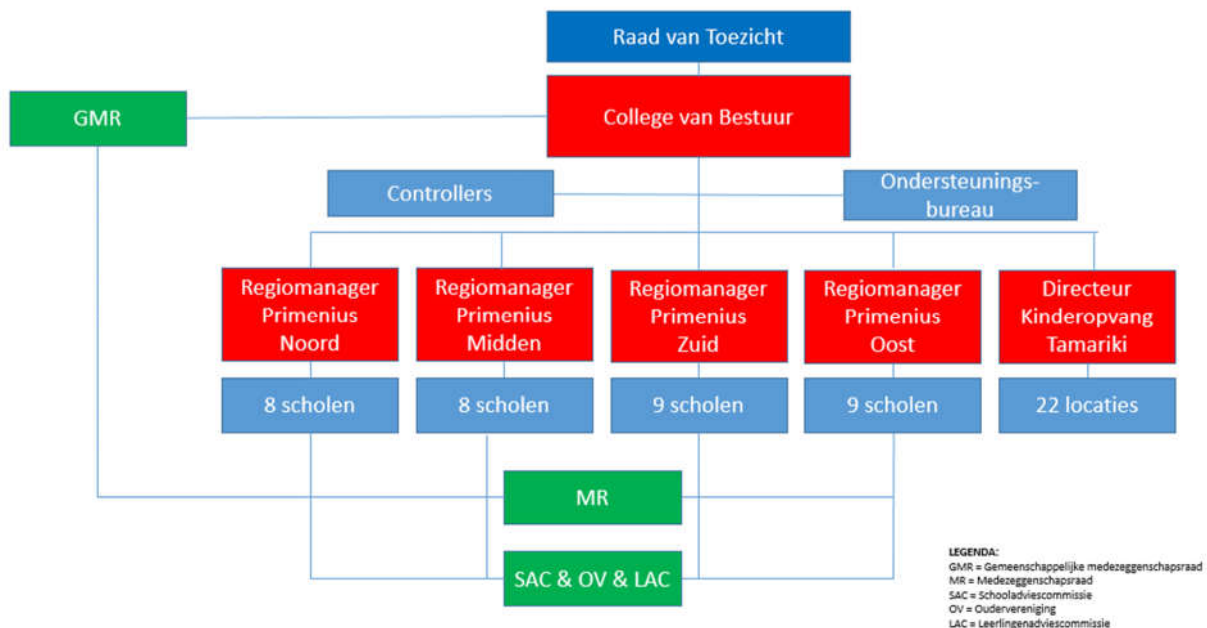 Raad van Toezicht
GMR
College van Bestuur
Controllers
Ondersteunings-
bureau
Regiomanager
Primenius
Noord
Regiomanager
Primenius
Midden
Regiomanager
Primenius
Zuid
Regiomanager
Primenius
Oost
Directeur
Kinderopvang
Tamariki
8 scholen
8 scholen
9 scholen
9 scholen
22 locaties
MR
SAC & OV & LAC
LEGENDA:
GMR = Gemeenschappelijke medezeggenschapsraad
MR = Medezeggenschapsraad
SAC = Schooladviescommissie
OV = Oudervereniging
LAC = Leerlingenadviescommissie